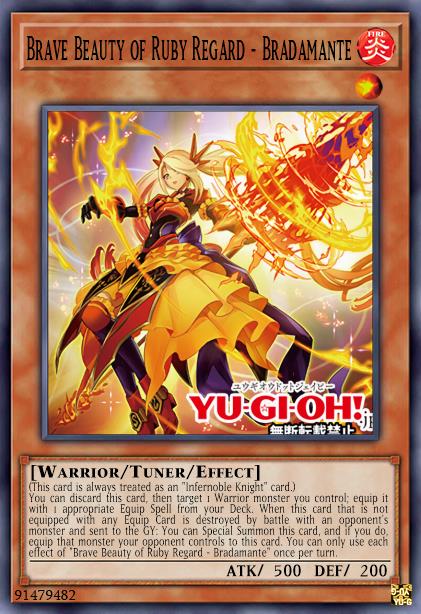 Brave Beauty of Ruby Regard - Bradamante
FIRE
炎
ユウギオウドットジェイピー
YU-GI-OH!
無断転載禁止
[Warrior/Tuner/Effect]
(This card is always treated as an "Infernoble Knight" card.)
You can discard this card, then target 1 Warrior monster you control; equip it
with 1 appropriate Equip Spell from your Deck. When this card that is not
equipped with any Equip Card is destroyed by battle with an opponent's
monster and sent to the GY: You can Special Summon this card, and if you do,
equip that monster your opponent controls to this card. You can only use each
effect of "Brave Beauty of Ruby Regard - Bradamante" once per turn.
ATK/ 500 DEF/ 200
91479482